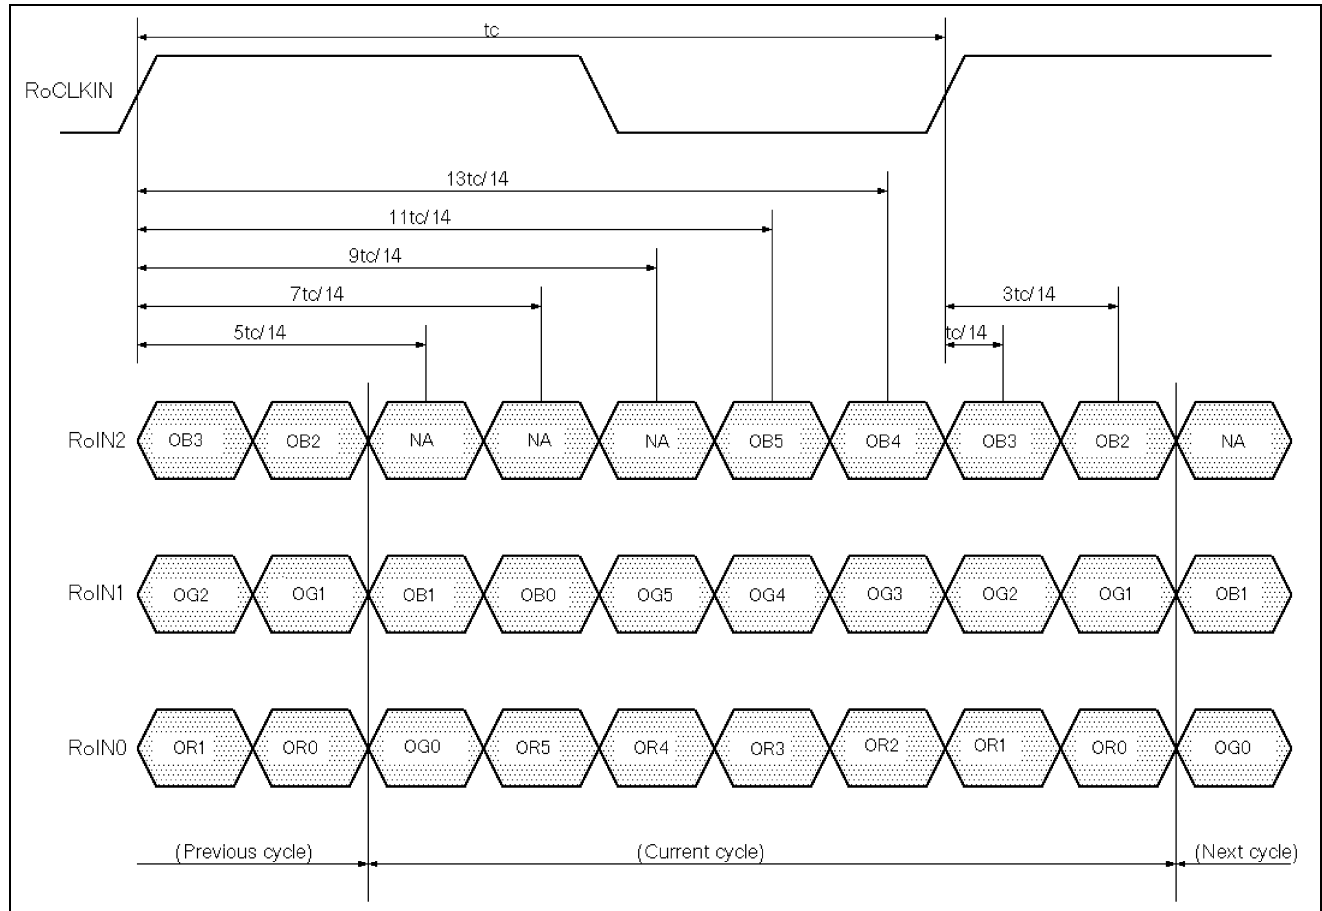 tc
RoCLKIN
13tc/14
11tc/14
9tc/14
7tc/14
3tc/14
5tc/14
tc/14
RoIN2 OB3 OB2 NA NA NA OB5 OB4 OB3 OB2 NA
RoIN1 OG2 OG1 OB1 OB0 OG5 OG4 OG3 OG2 OG1 OB1
RoIN0 OR1 OR0 OG0 OR5 OR4 OR3 OR2 OR1 OR0 OG0
(Previous cycle) (Current cycle) (Next cycle)